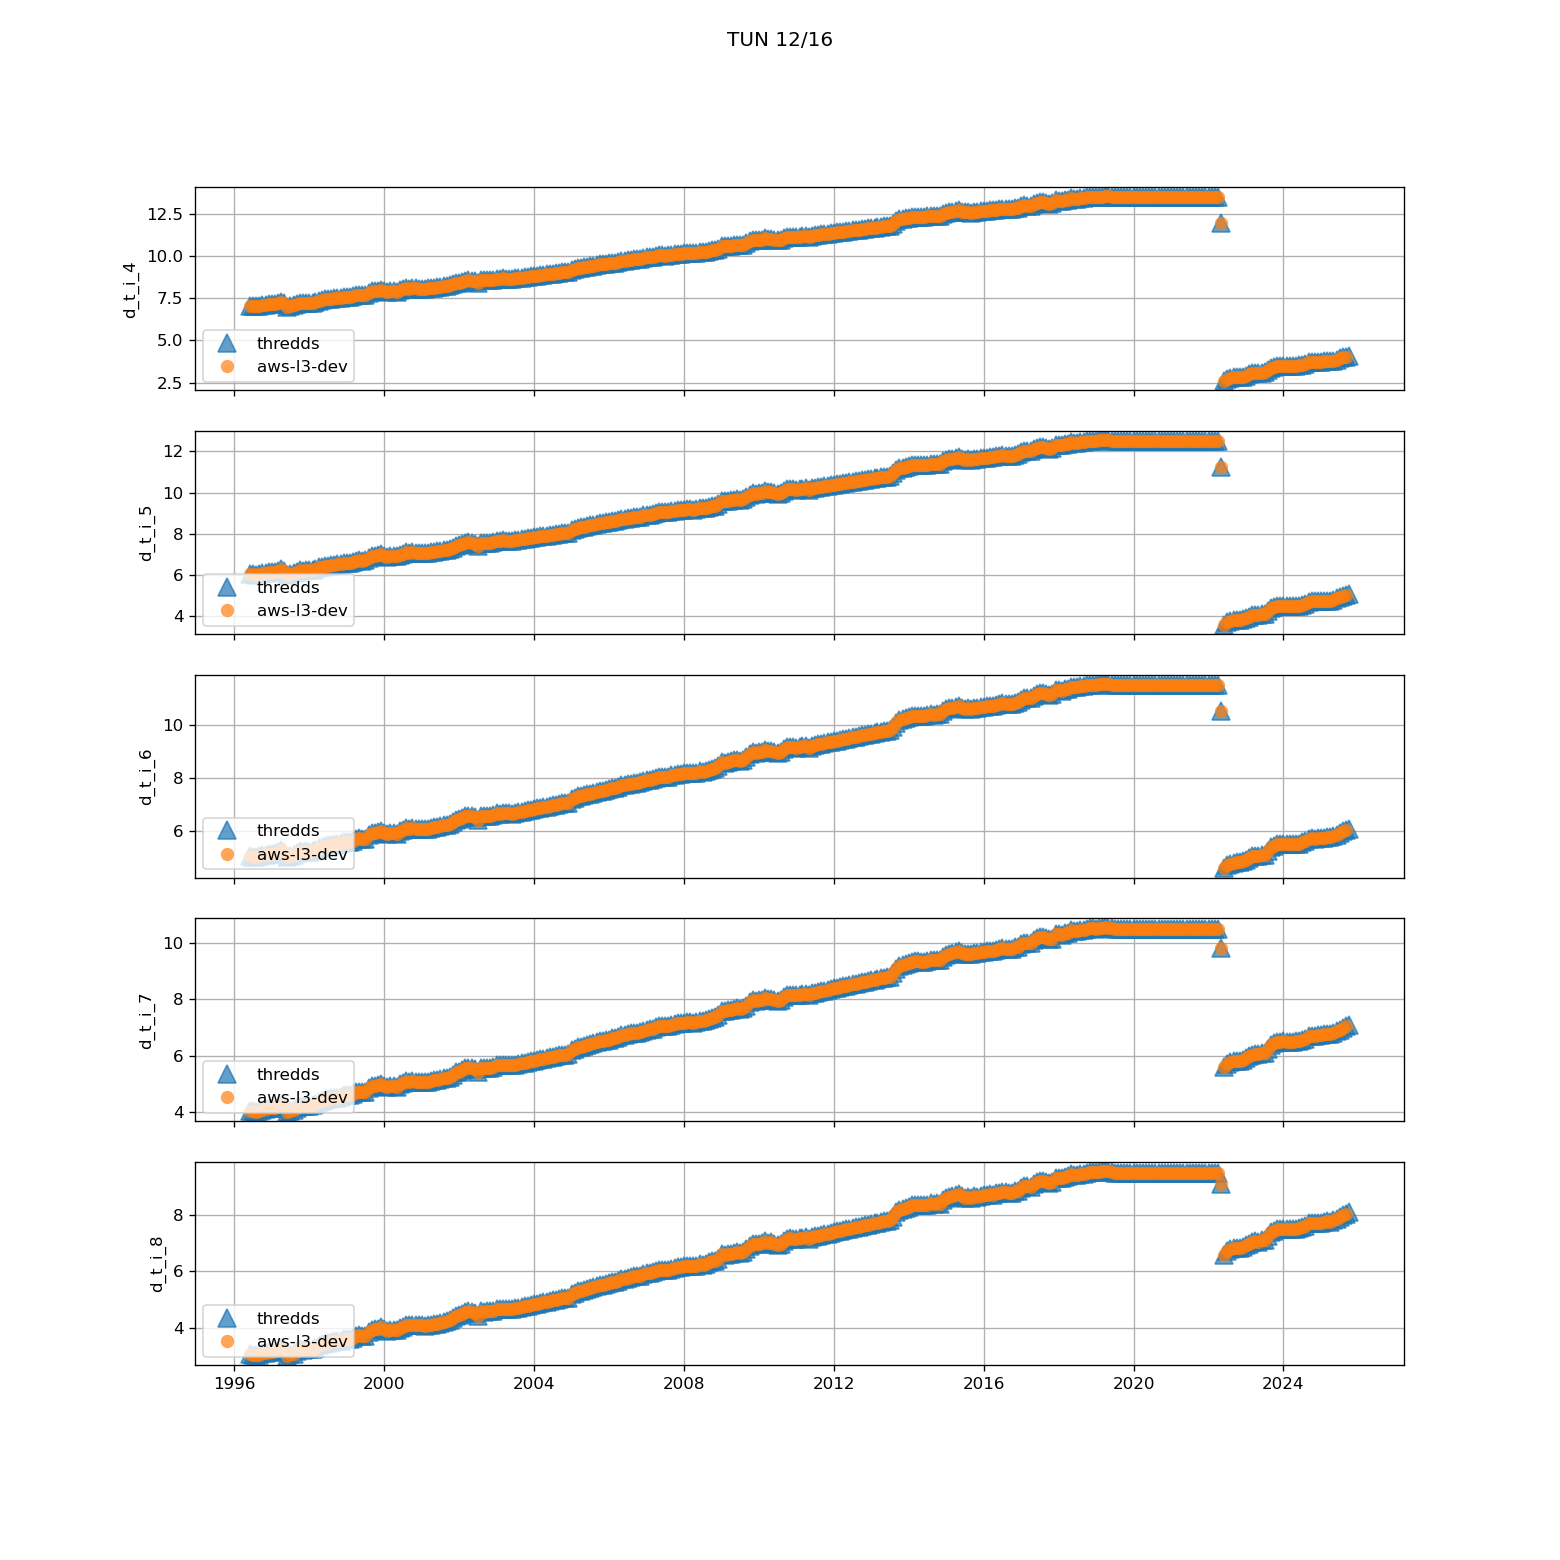 TUN 12/16
12.5
10.0
7.5
5.0
2.5
d_t_i_4
thredds
aws-l3-dev
12
10
8
6
4
d_t_i_5
thredds
aws-l3-dev
10
8
6
d_t_i_6
thredds
aws-l3-dev
10
8
6
4
d_t_i_7
thredds
aws-l3-dev
8
6
4
d_t_i_8
thredds
aws-l3-dev
1996 2000 2004 2008 2012 2016 2020 2024